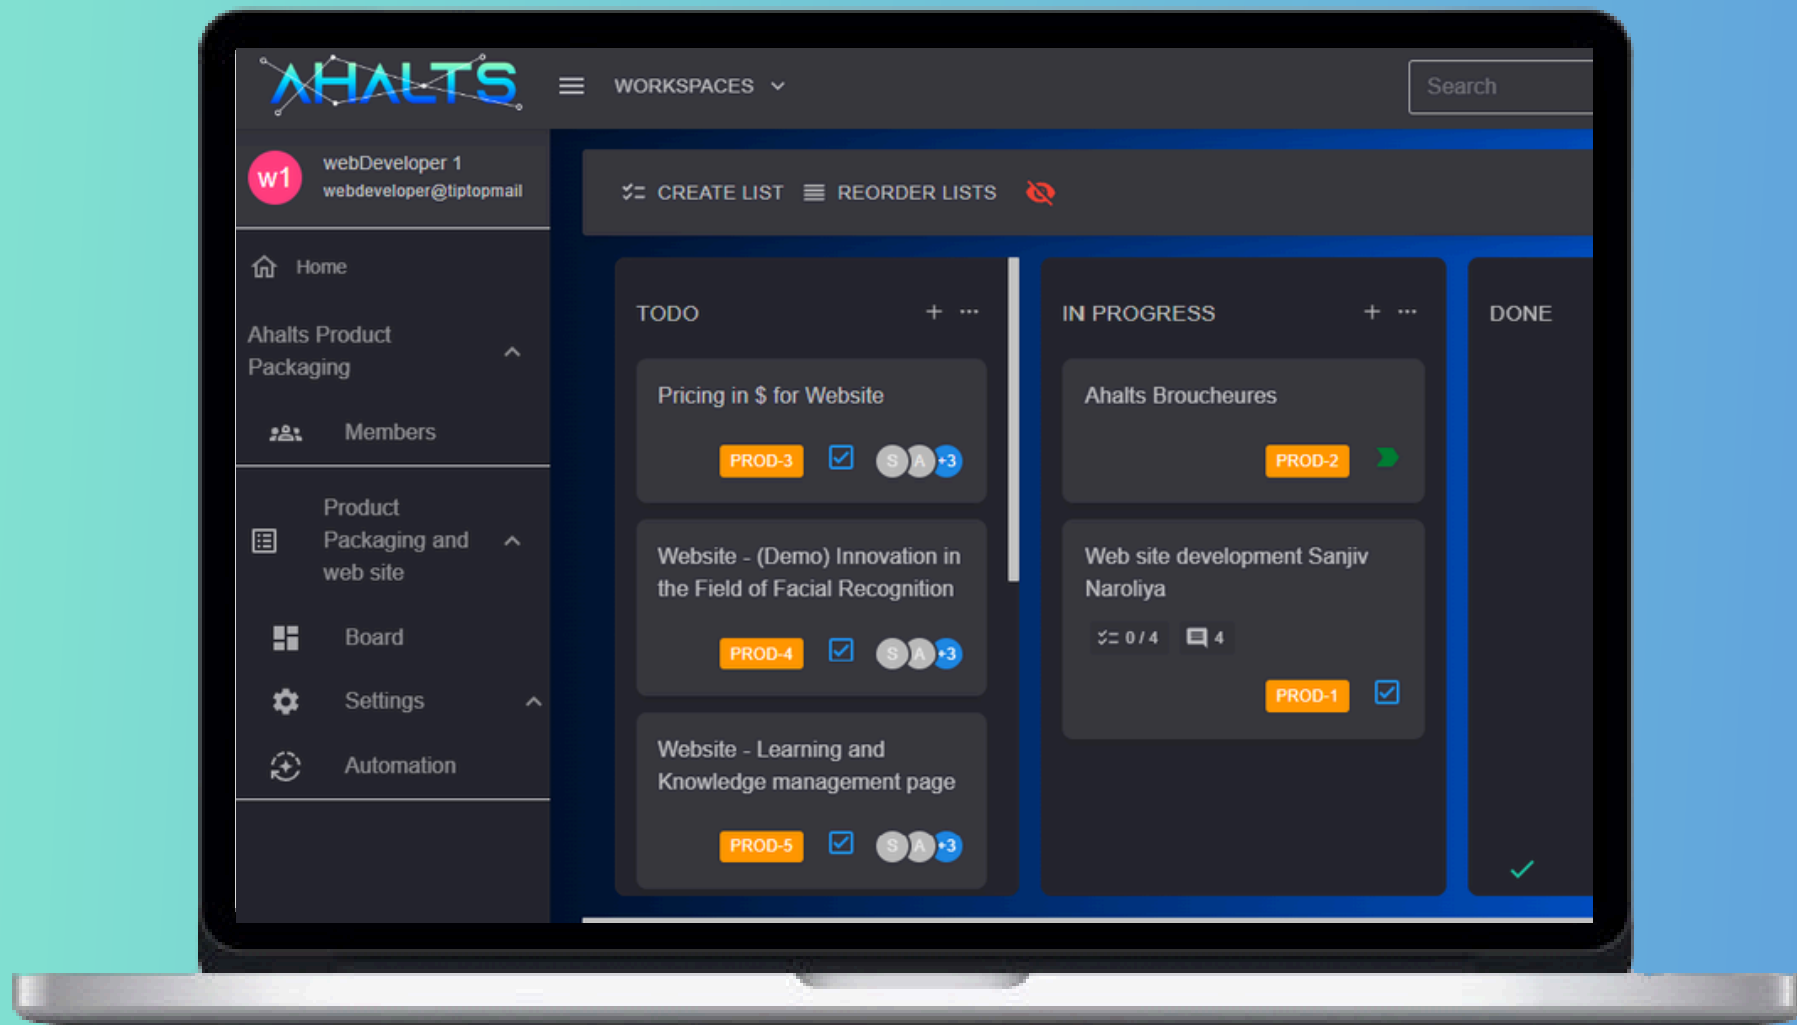 AHALTS
WORKSPACES
Search
w1
webDeveloper 1
webdeveloper@tiptopmail
CREATE LIST
REORDER LISTS
Home
Ahalts Product
Packaging
Members
Product
Packaging and
web site
Board
Settings
Automation
TODO
Pricing in $ for Website
PROD-3
S A +3
Website - (Demo) Innovation in
the Field of Facial Recognition
PROD-4
S A +3
Website - Learning and
Knowledge management page
PROD-5
S A +3
IN PROGRESS
Ahalts Broucheures
PROD-2
Web site development Sanjiv
Naroliya
0 / 4
4
PROD-1
DONE